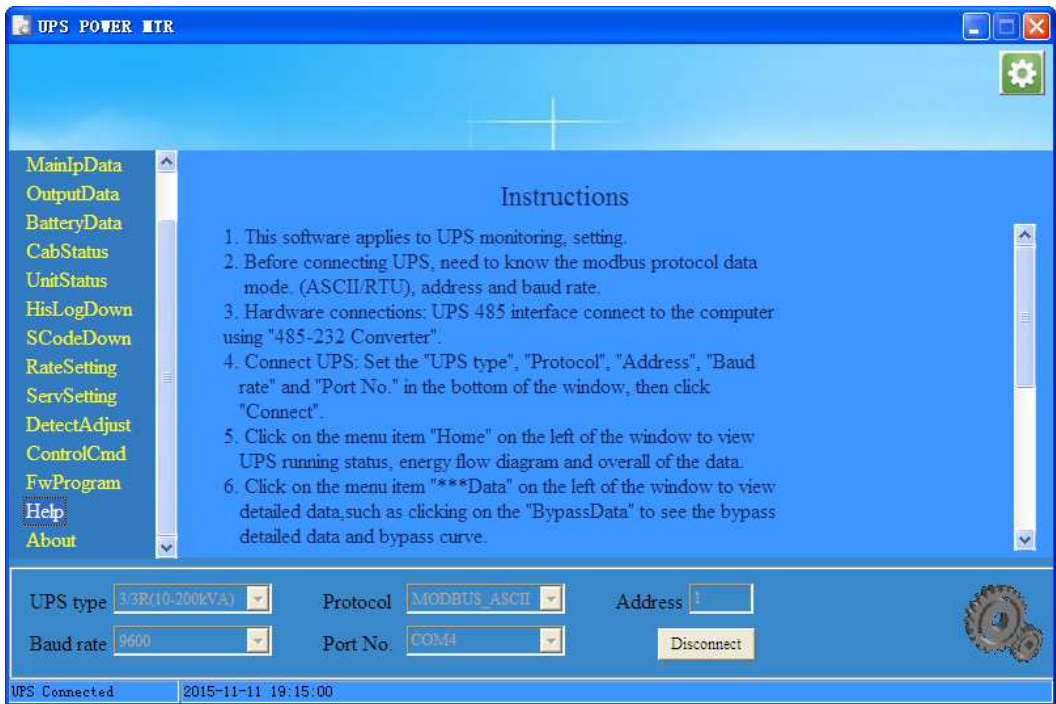 UPS POWER MTR
MainIpData
OutputData
BatteryData
CabStatus
UnitStatus
HisLogDown
SCodeDown
RateSetting
ServSetting
DetectAdjust
ControlCmd
FwProgram
Help
About
Instructions
1. This software applies to UPS monitoring, setting.
2. Before connecting UPS, need to know the modbus protocol data
mode. (ASCII/RTU), address and baud rate.
3. Hardware connections: UPS 485 interface connect to the computer
using "485-232 Converter".
4. Connect UPS: Set the "UPS type", "Protocol", "Address", "Baud
rate" and "Port No." in the bottom of the window, then click
"Connect".
5. Click on the menu item "Home" on the left of the window to view
UPS running status, energy flow diagram and overall of the data.
6. Click on the menu item "***Data" on the left of the window to view
detailed data,such as clicking on the "BypassData" to see the bypass
detailed data and bypass curve.
UPS type 3/3R(10-200kVA) Protocol MODBUS_ASCII Address 1
Baud rate 9600 Port No. COM4 Disconnect
UPS Connected 2015-11-11 19:15:00